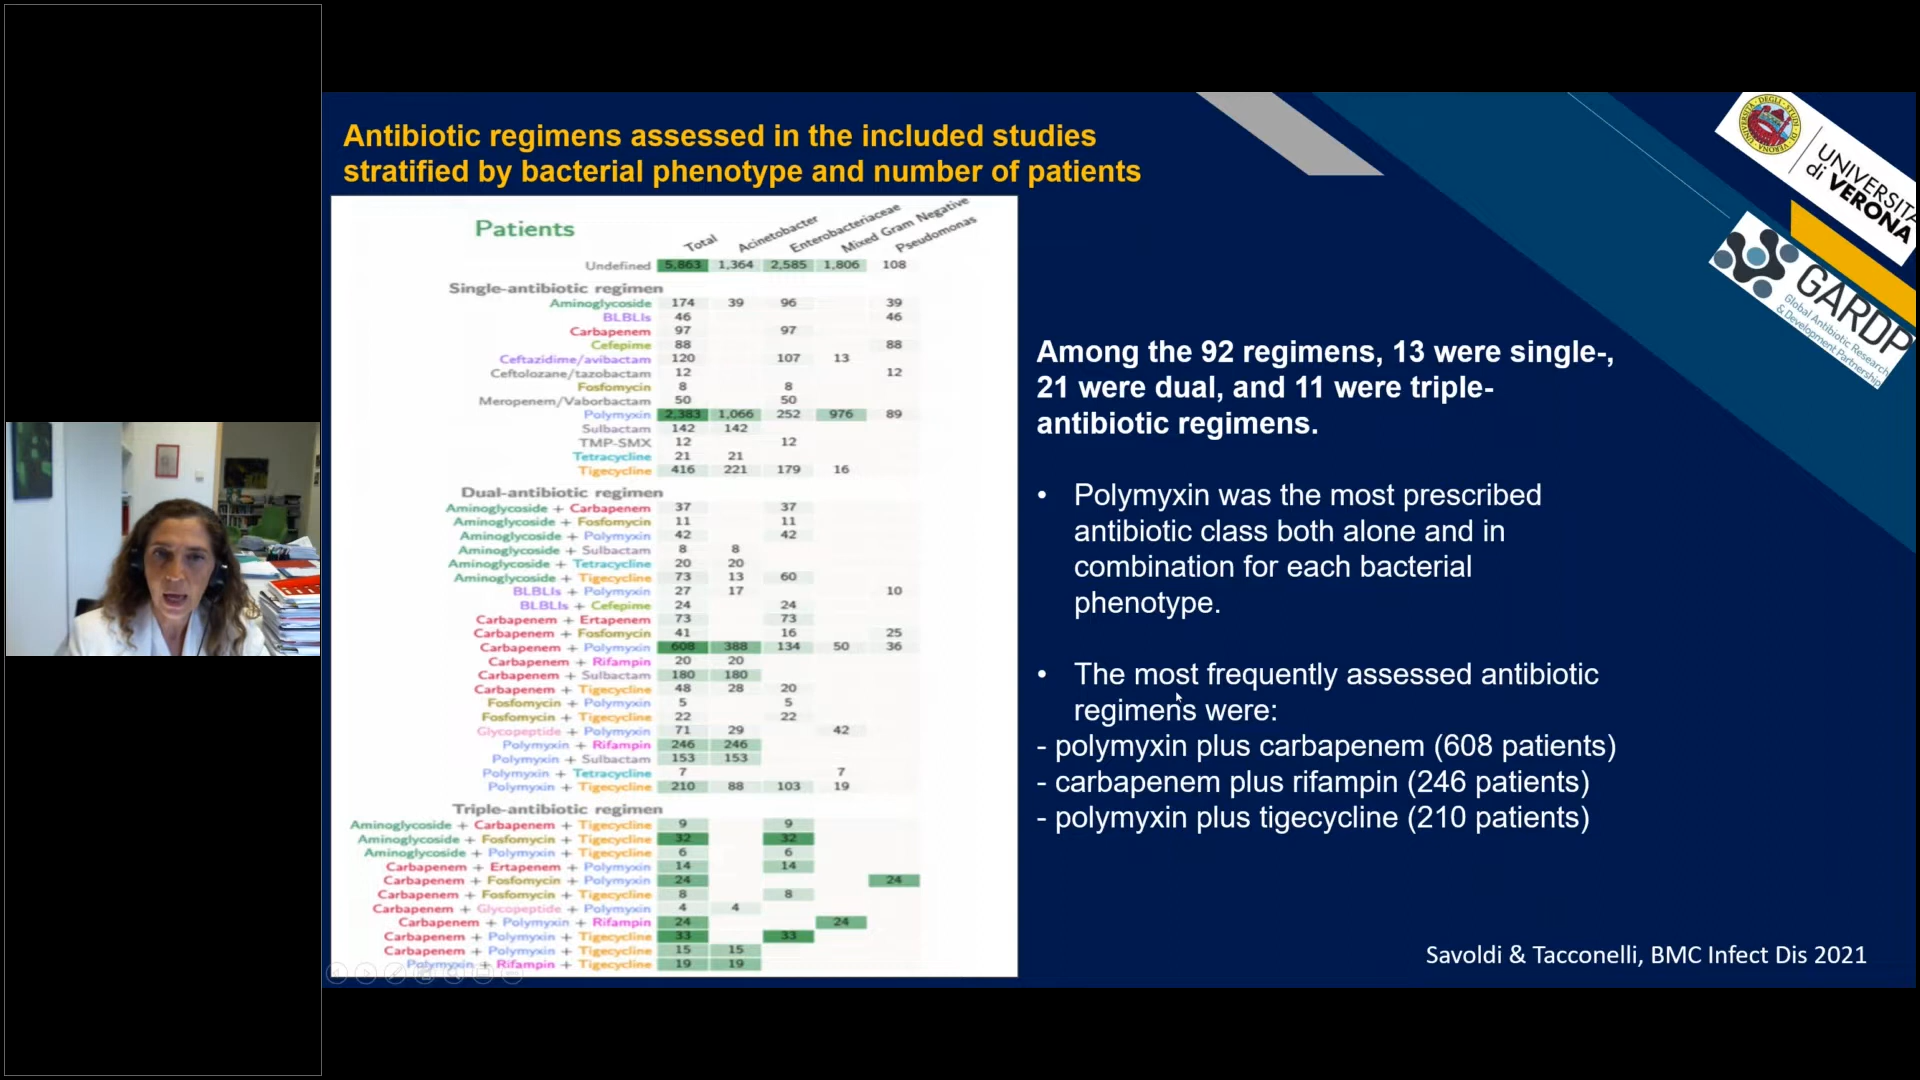 Antibiotic regimens assessed in the included studies
stratified by bacterial phenotype and number of patients
Patients
Total Acinetobacter Enterobacteriaceae Mixed Gram Negative Pseudomonas
Undefined 5,863 1,364 2,585 1,806 108
Single-antibiotic regimen
Aminoglycoside 174 39 96 39
BLBLIs 46 46
Carbapenem 97 97
Cefepime 88 88
Ceftazidime/avibactam 120 107 13
Ceftolozane/tazobactam 12 12
Fosfomycin 8 8
Meropenem/Vaborbactam 50 50
Polymyxin 2,383 1,066 252 976 89
Sulbactam 142 142
TMP-SMX 12 12
Tetracycline 21 21
Tigecycline 416 221 179 16
Dual-antibiotic regimen
Aminoglycoside + Carbapenem 37 37
Aminoglycoside + Fosfomycin 11 11
Aminoglycoside + Polymyxin 42 42
Aminoglycoside + Sulbactam 8 8
Aminoglycoside + Tetracycline 20 20
Aminoglycoside + Tigecycline 73 13 60
BLBLIs + Polymyxin 27 17 10
BLBLIs + Cefepime 24 24
Carbapenem + Ertapenem 73 73
Carbapenem + Fosfomycin 41 16 25
Carbapenem + Polymyxin 608 388 134 50 36
Carbapenem + Rifampin 20 20
Carbapenem + Sulbactam 180 180
Carbapenem + Tigecycline 48 28 20
Fosfomycin + Polymyxin 5 5
Fosfomycin + Tigecycline 22 22
Glycopeptide + Polymyxin 71 29 42
Polymyxin + Rifampin 246 246
Polymyxin + Sulbactam 153 153
Polymyxin + Tetracycline 7 7
Polymyxin + Tigecycline 210 88 103 19
Triple-antibiotic regimen
Aminoglycoside + Carbapenem + Tigecycline 9 9
Aminoglycoside + Fosfomycin + Tigecycline 32 32
Aminoglycoside + Polymyxin + Tigecycline 6 6
Carbapenem + Ertapenem + Polymyxin 14 14
Carbapenem + Fosfomycin + Polymyxin 24 24
Carbapenem + Fosfomycin + Tigecycline 8 8
Carbapenem + Glycopeptide + Polymyxin 4 4
Carbapenem + Polymyxin + Rifampin 24 24
Carbapenem + Polymyxin + Tigecycline 33 33
Carbapenem + Polymyxin + Tigecycline 15 15
Polymyxin + Rifampin + Tigecycline 19 19
Among the 92 regimens, 13 were single-,
21 were dual, and 11 were triple-
antibiotic regimens.
• Polymyxin was the most prescribed
antibiotic class both alone and in
combination for each bacterial
phenotype.
• The most frequently assessed antibiotic
regimens were:
- polymyxin plus carbapenem (608 patients)
- carbapenem plus rifampin (246 patients)
- polymyxin plus tigecycline (210 patients)
Savoldi & Tacconelli, BMC Infect Dis 2021
UNIVERSITÀ
di VERONA
GARDP
Global Antibiotic Research
& Development Partnership